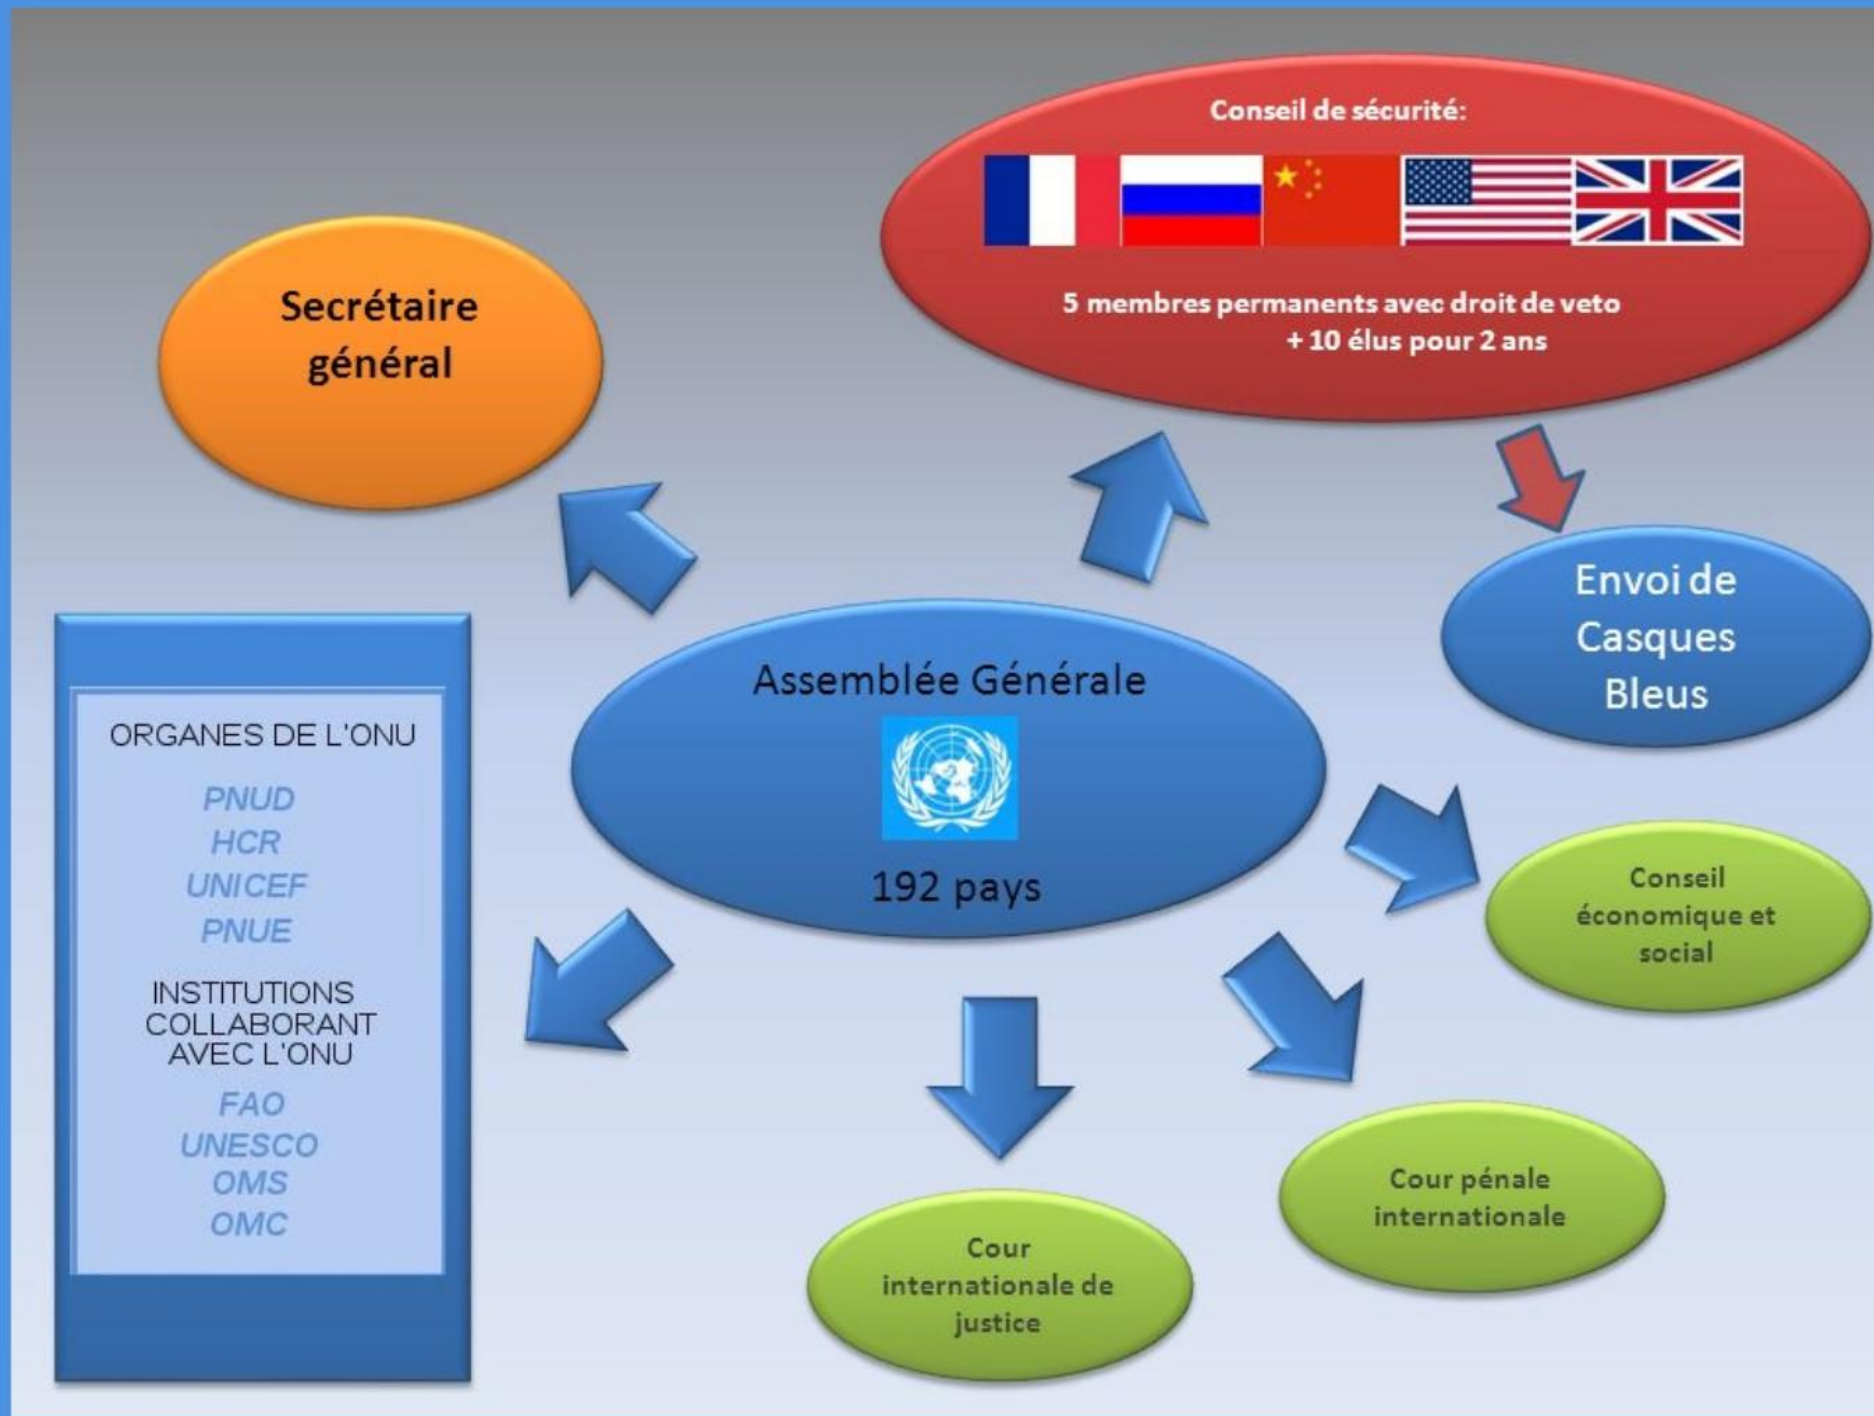 Conseil de sécurité:
5 membres permanents avec droit de veto
+ 10 élus pour 2 ans
Secrétaire
général
Envoi de
Casques
Bleus
Assemblée Générale
192 pays
ORGANES DE L'ONU
PNUD
HCR
UNICEF
PNUE
INSTITUTIONS
COLLABORANT
AVEC L'ONU
FAO
UNESCO
OMS
OMC
Conseil
économique et
social
Cour pénale
internationale
Cour
internationale de
justice